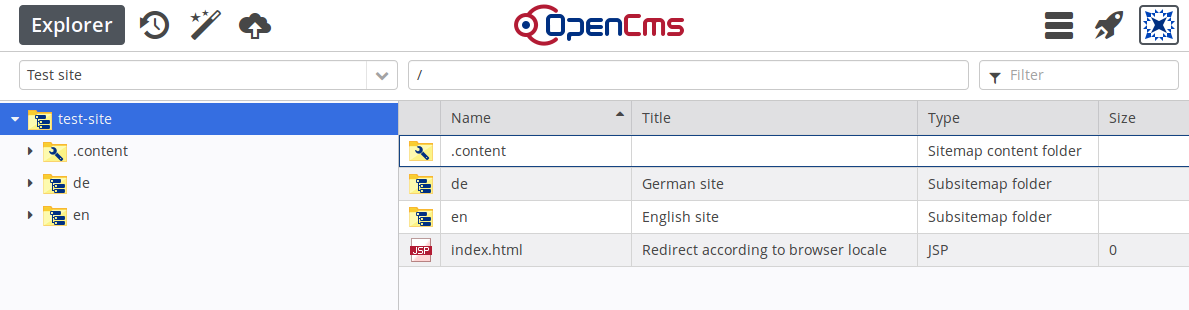 Explorer
OpenCms
Test site
/
Filter
test-site
.content
de
en
Name Title Type Size
.content Sitemap content folder
de German site Subsitemap folder
en English site Subsitemap folder
JSP index.html Redirect according to browser locale JSP 0